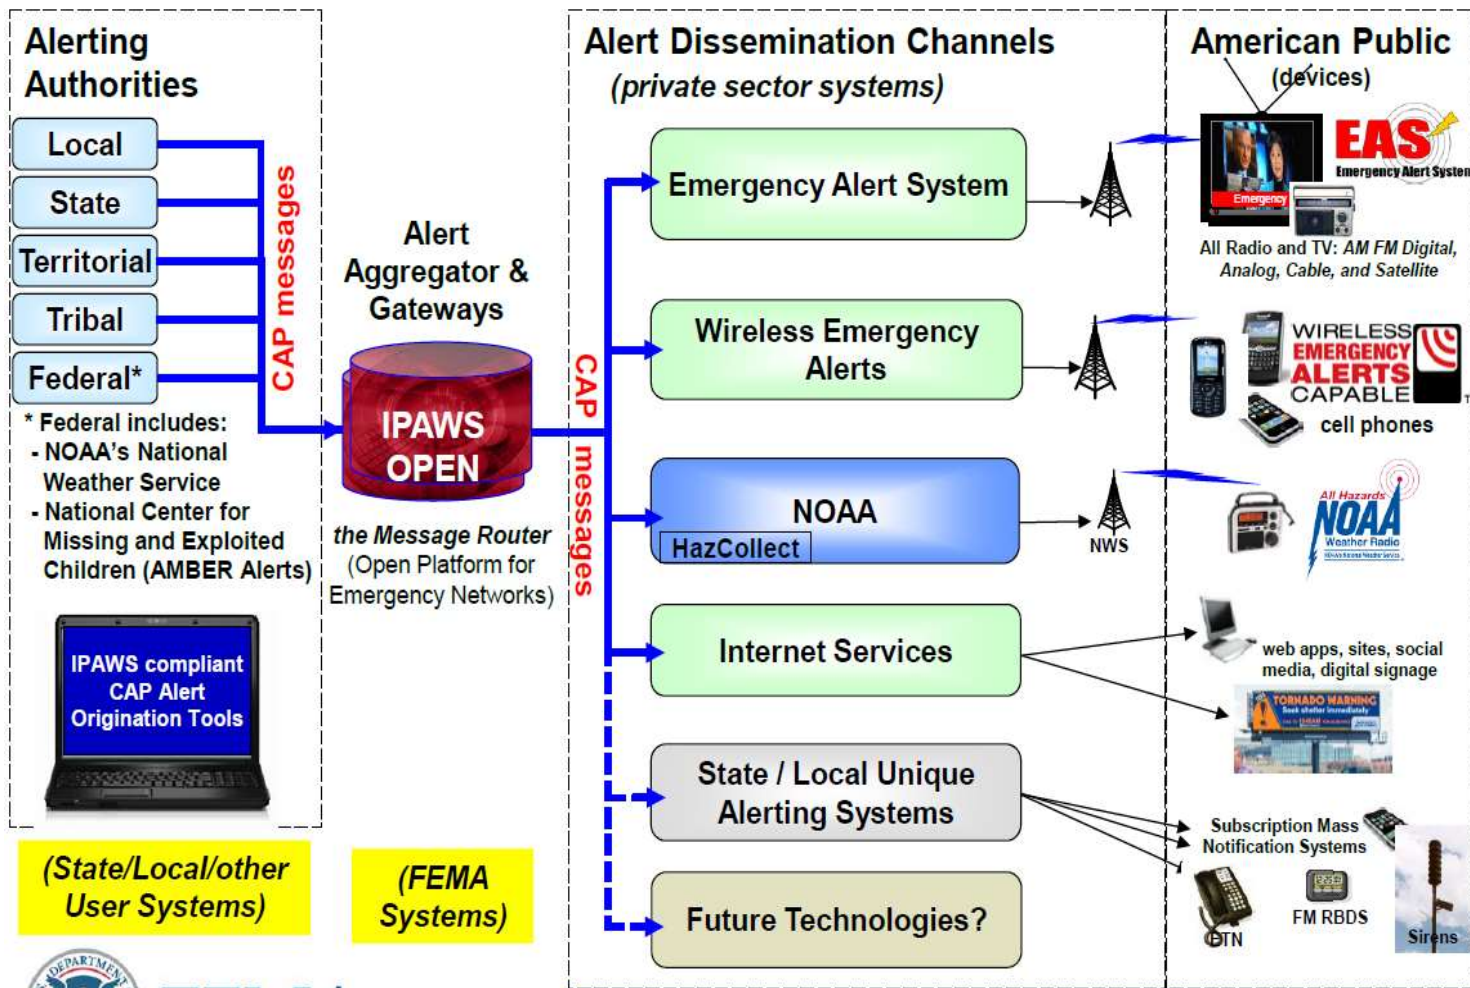 Alerting
Authorities
Local
State
Territorial
Tribal
Federal*
* Federal includes:
- NOAA's National
Weather Service
- National Center for
Missing and Exploited
Children (AMBER Alerts)
IPAWS compliant
CAP Alert
Origination Tools
(State/Local/other
User Systems)
CAP messages
Alert
Aggregator &
Gateways
IPAWS
OPEN
the Message Router
(Open Platform for
Emergency Networks)
(FEMA
Systems)
CAP messages
Alert Dissemination Channels
(private sector systems)
Emergency Alert System
Wireless Emergency
Alerts
NOAA
HazCollect
NWS
Internet Services
State / Local Unique
Alerting Systems
Future Technologies?
American Public
(devices)
Emergency
EAS
Emergency Alert System
All Radio and TV: AM FM Digital,
Analog, Cable, and Satellite
WIRELESS
EMERGENCY
ALERTS
CAPABLE
cell phones
All Hazards
NOAA
Weather Radio
web apps, sites, social
media, digital signage
TORNADO WARNING
Seek shelter immediately
Subscription Mass
Notification Systems
ETN
FM RBDS
Sirens
DEPARTMENT